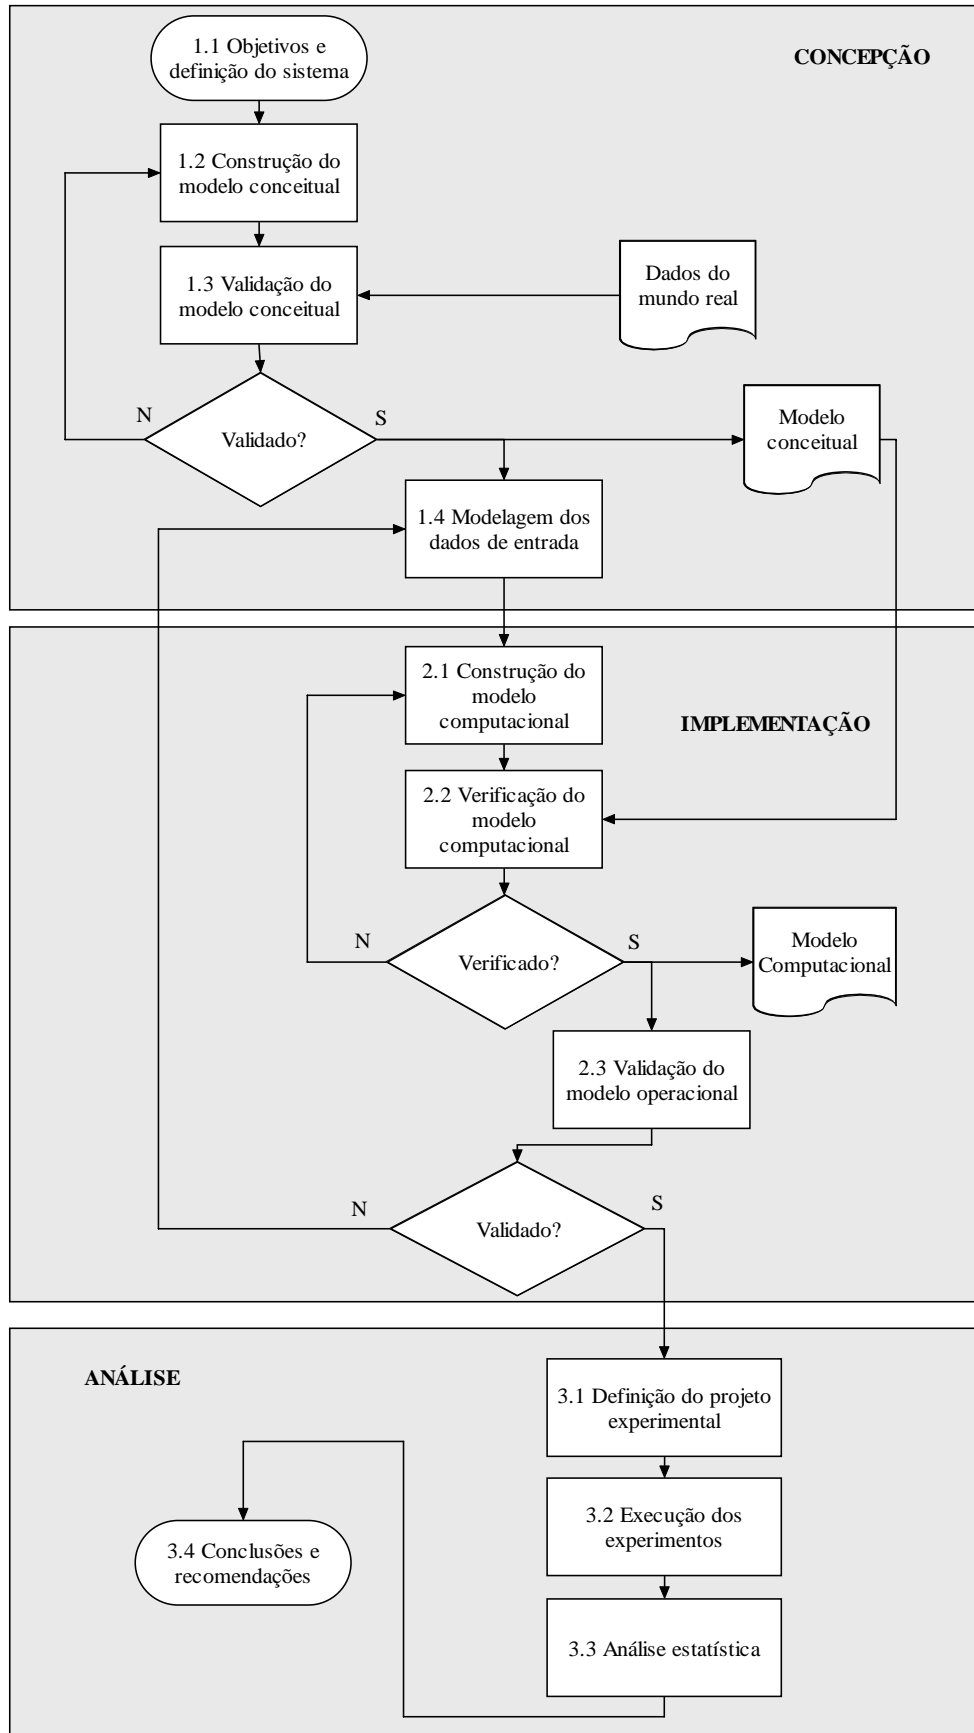 1.1 Objetivos e
definição do sistema
CONCEPÇÃO
1.2 Construção do
modelo conceitual
1.3 Validação do
modelo conceitual
Dados do
mundo real
N
Validado?
S
Modelo
conceitual
1.4 Modelagem dos
dados de entrada
2.1 Construção do
modelo
computacional
IMPLEMENTAÇÃO
2.2 Verificação do
modelo
computacional
N
Verificado?
S
Modelo
Computacional
2.3 Validação do
modelo operacional
N
Validado?
S
ANÁLISE
3.1 Definição do projeto
experimental
3.2 Execução dos
experimentos
3.4 Conclusões e
recomendações
3.3 Análise estatística